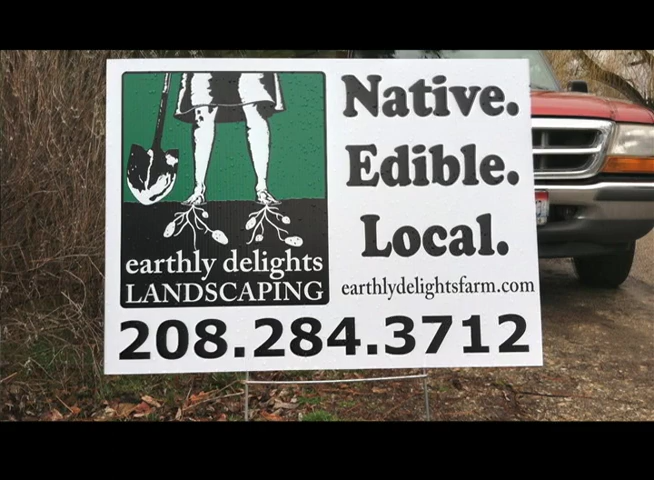 earthly delights
LANDSCAPING
Native.
Edible.
Local.
earthlydelightsfarm.com
208.284.3712